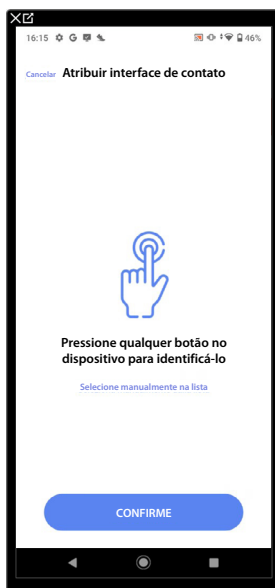 16:15
46%
Cancelar Atribuir interface de contato
Pressione qualquer botão no
dispositivo para identificá-lo
Selecione manualmente na lista
CONFIRME